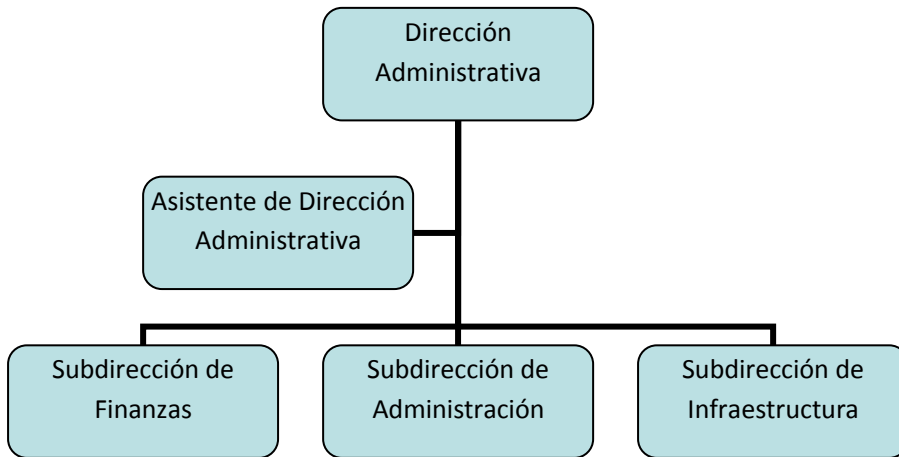 Dirección
Administrativa
Asistente de Dirección
Administrativa
Subdirección de
Finanzas
Subdirección de
Administración
Subdirección de
Infraestructura